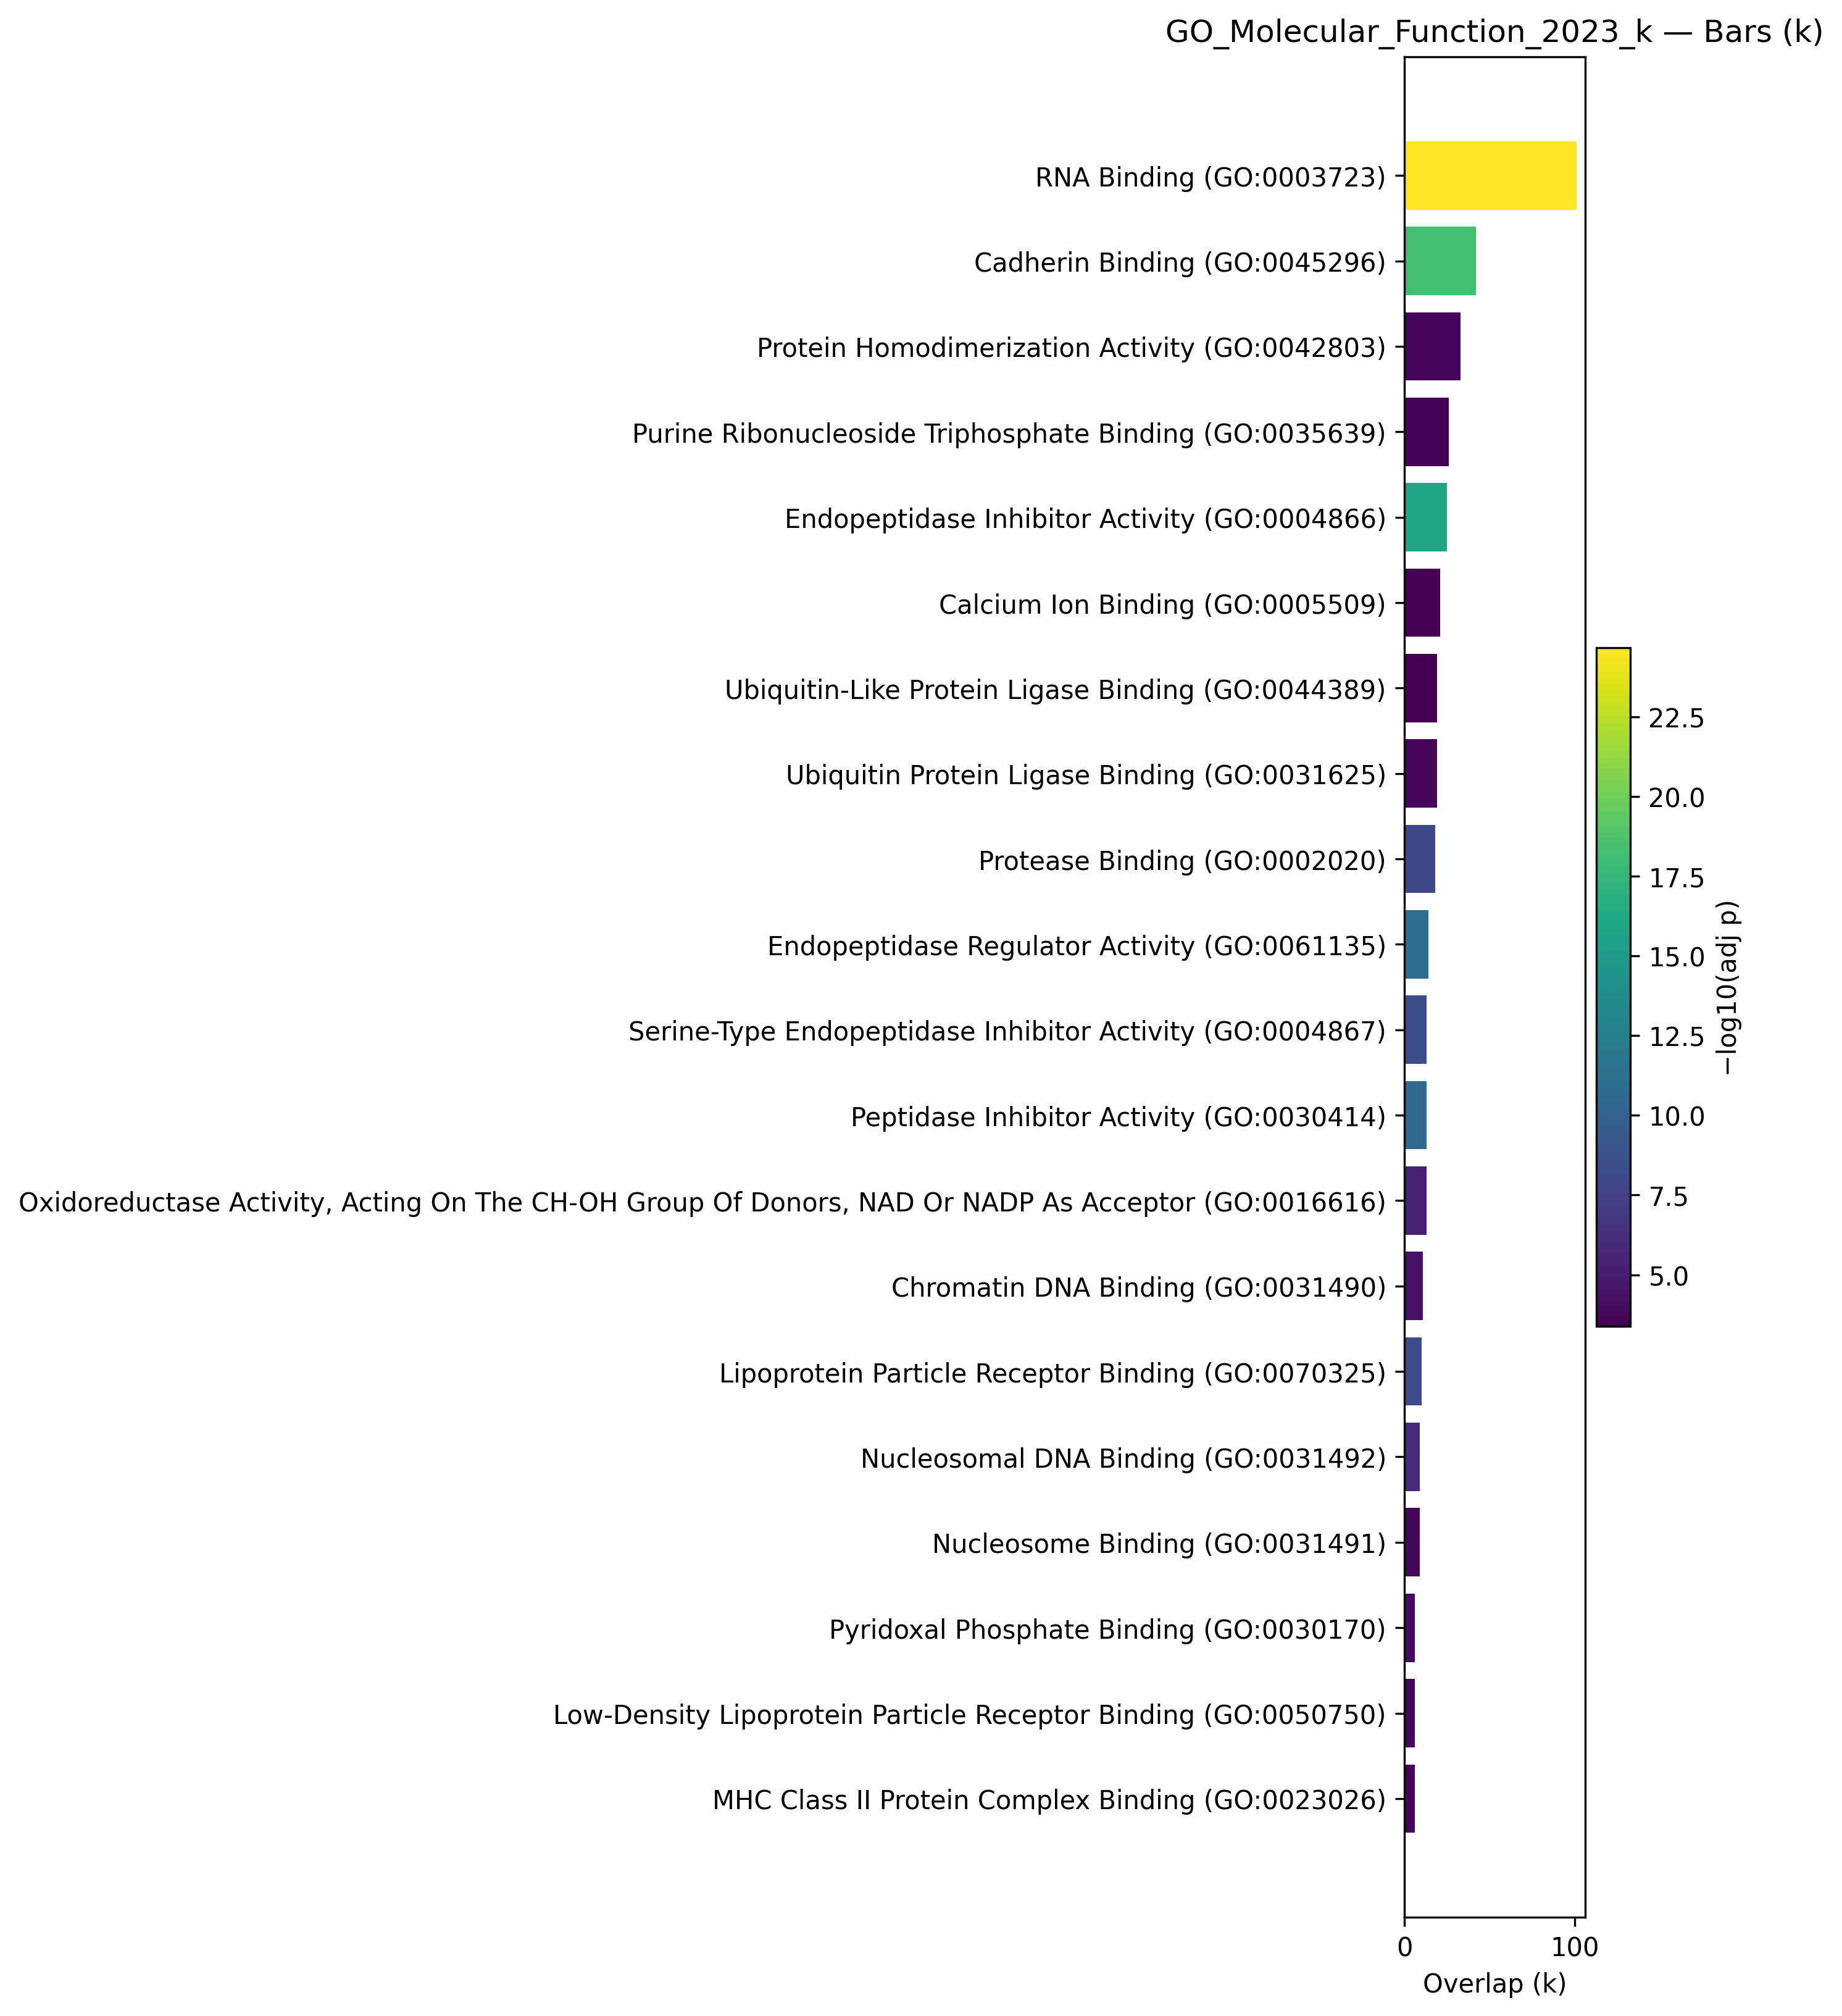 GO_Molecular_Function_2023_k — Bars (k)
RNA Binding (GO:0003723)
Cadherin Binding (GO:0045296)
Protein Homodimerization Activity (GO:0042803)
Purine Ribonucleoside Triphosphate Binding (GO:0035639)
Endopeptidase Inhibitor Activity (GO:0004866)
Calcium Ion Binding (GO:0005509)
Ubiquitin-Like Protein Ligase Binding (GO:0044389)
Ubiquitin Protein Ligase Binding (GO:0031625)
Protease Binding (GO:0002020)
Endopeptidase Regulator Activity (GO:0061135)
Serine-Type Endopeptidase Inhibitor Activity (GO:0004867)
Peptidase Inhibitor Activity (GO:0030414)
Oxidoreductase Activity, Acting On The CH-OH Group Of Donors, NAD Or NADP As Acceptor (GO:0016616)
Chromatin DNA Binding (GO:0031490)
Lipoprotein Particle Receptor Binding (GO:0070325)
Nucleosomal DNA Binding (GO:0031492)
Nucleosome Binding (GO:0031491)
Pyridoxal Phosphate Binding (GO:0030170)
Low-Density Lipoprotein Particle Receptor Binding (GO:0050750)
MHC Class II Protein Complex Binding (GO:0023026)
0 100
Overlap (k)
22.5
20.0
17.5
15.0
12.5
10.0
7.5
5.0
−log10(adj p)